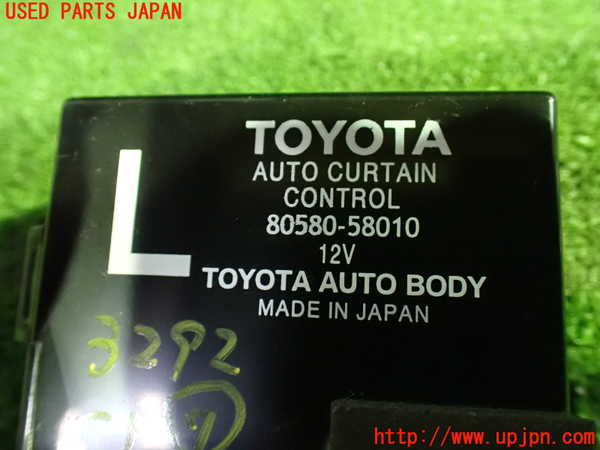 USED PARTS JAPAN
TOYOTA
AUTO CURTAIN
CONTROL
80580-58010
12V
TOYOTA AUTO BODY
MADE IN JAPAN
L
3292
http://www.upjpn.com